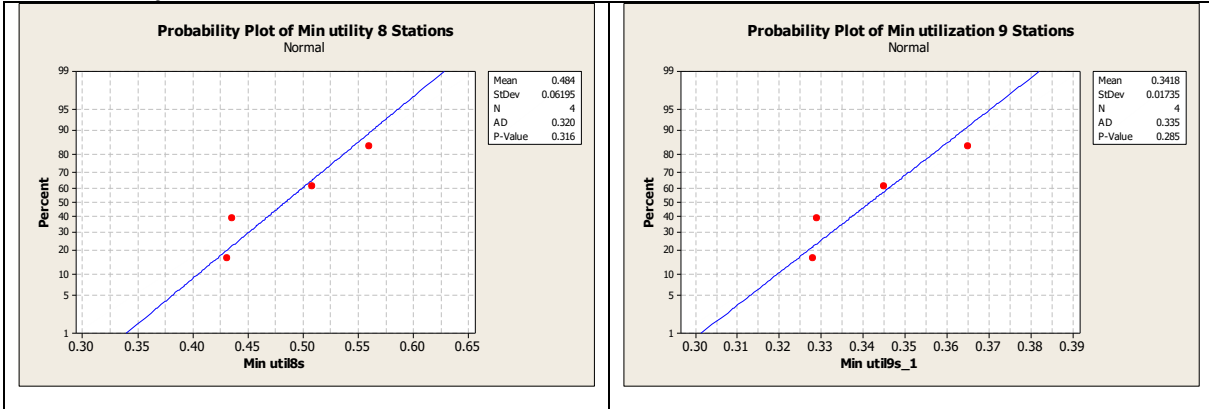 Probability Plot of Min utility 8 Stations
Normal
99
95
90
80
70
60
50
40
30
20
10
5
1
Percent
0.30 0.35 0.40 0.45 0.50 0.55 0.60 0.65
Min util8s
Mean 0.484
StDev 0.06195
N 4
AD 0.320
P-Value 0.316
Probability Plot of Min utilization 9 Stations
Normal
99
95
90
80
70
60
50
40
30
20
10
5
1
Percent
0.30 0.31 0.32 0.33 0.34 0.35 0.36 0.37 0.38 0.39
Min util9s_1
Mean 0.3418
StDev 0.01735
N 4
AD 0.335
P-Value 0.285